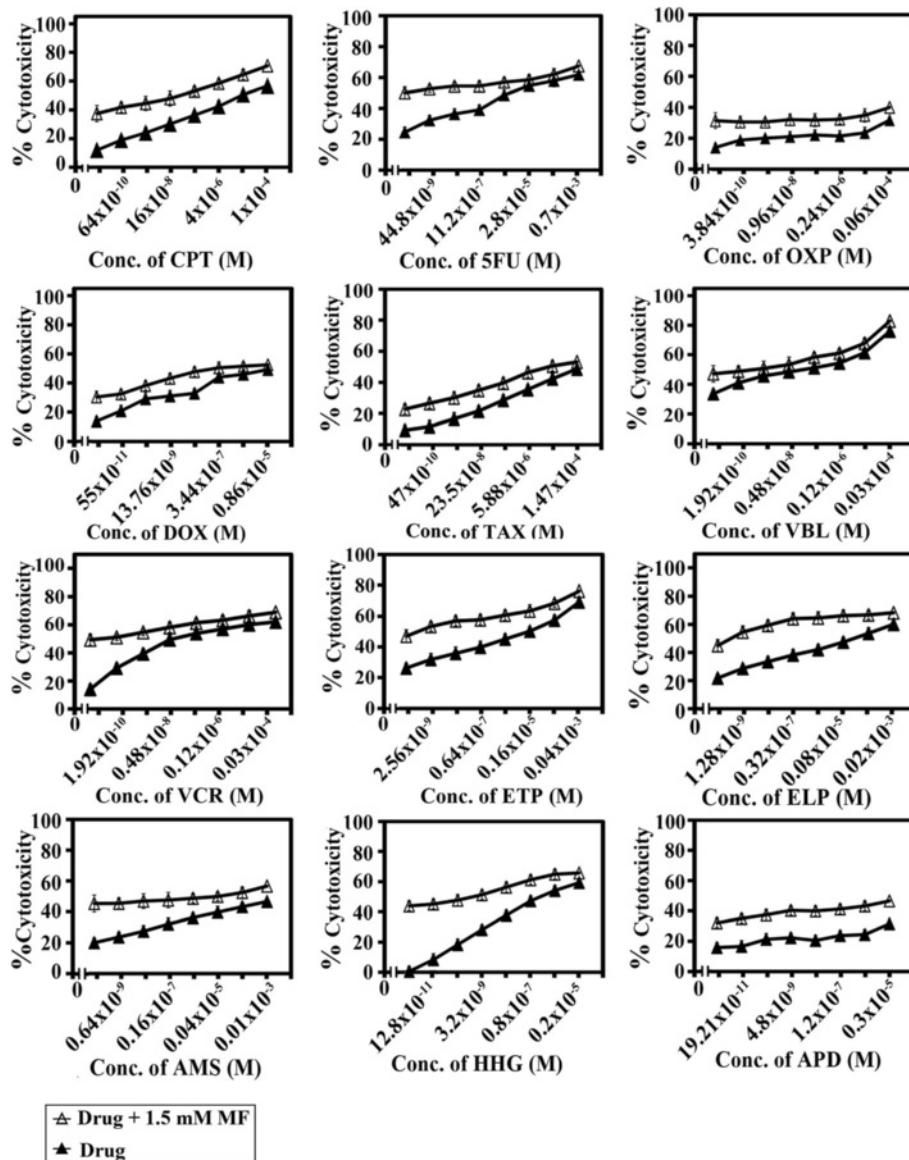 % Cytotoxicity
100
80
60
40
20
0
0
64x10⁻¹⁰
16x10⁻⁸
4x10⁻⁶
1x10⁻⁴
Conc. of CPT (M)
% Cytotoxicity
100
80
60
40
20
0
0
44.8x10⁻⁹
11.2x10⁻⁷
2.8x10⁻⁵
0.7x10⁻³
Conc. of 5FU (M)
% Cytotoxicity
100
80
60
40
20
0
0
3.84x10⁻¹⁰
0.96x10⁻⁸
0.24x10⁻⁶
0.06x10⁻⁴
Conc. of OXP (M)
% Cytotoxicity
100
80
60
40
20
0
0
55x10⁻¹¹
13.76x10⁻⁹
3.44x10⁻⁷
0.86x10⁻⁵
Conc. of DOX (M)
% Cytotoxicity
100
80
60
40
20
0
0
47x10⁻¹⁰
23.5x10⁻⁸
5.88x10⁻⁶
1.47x10⁻⁴
Conc. of TAX (M)
% Cytotoxicity
100
80
60
40
20
0
0
1.92x10⁻¹⁰
0.48x10⁻⁸
0.12x10⁻⁶
0.03x10⁻⁴
Conc. of VBL (M)
% Cytotoxicity
100
80
60
40
20
0
0
1.92x10⁻¹⁰
0.48x10⁻⁸
0.12x10⁻⁶
0.03x10⁻⁴
Conc. of VCR (M)
% Cytotoxicity
100
80
60
40
20
0
0
2.56x10⁻⁹
0.64x10⁻⁷
0.16x10⁻⁵
0.04x10⁻³
Conc. of ETP (M)
% Cytotoxicity
100
80
60
40
20
0
0
1.28x10⁻⁹
0.32x10⁻⁷
0.08x10⁻⁵
0.02x10⁻³
Conc. of ELP (M)
%Cytotoxicity
100
80
60
40
20
0
0
0.64x10⁻⁹
0.16x10⁻⁷
0.04x10⁻⁵
0.01x10⁻³
Conc. of AMS (M)
% Cytotoxicity
100
80
60
40
20
0
0
12.8x10⁻¹¹
3.2x10⁻⁹
0.8x10⁻⁷
0.2x10⁻⁵
Conc. of HHG (M)
% Cytotoxicity
100
80
60
40
20
0
0
19.21x10⁻¹¹
4.8x10⁻⁹
1.2x10⁻⁷
0.3x10⁻⁵
Conc. of APD (M)
Drug + 1.5 mM MF
Drug